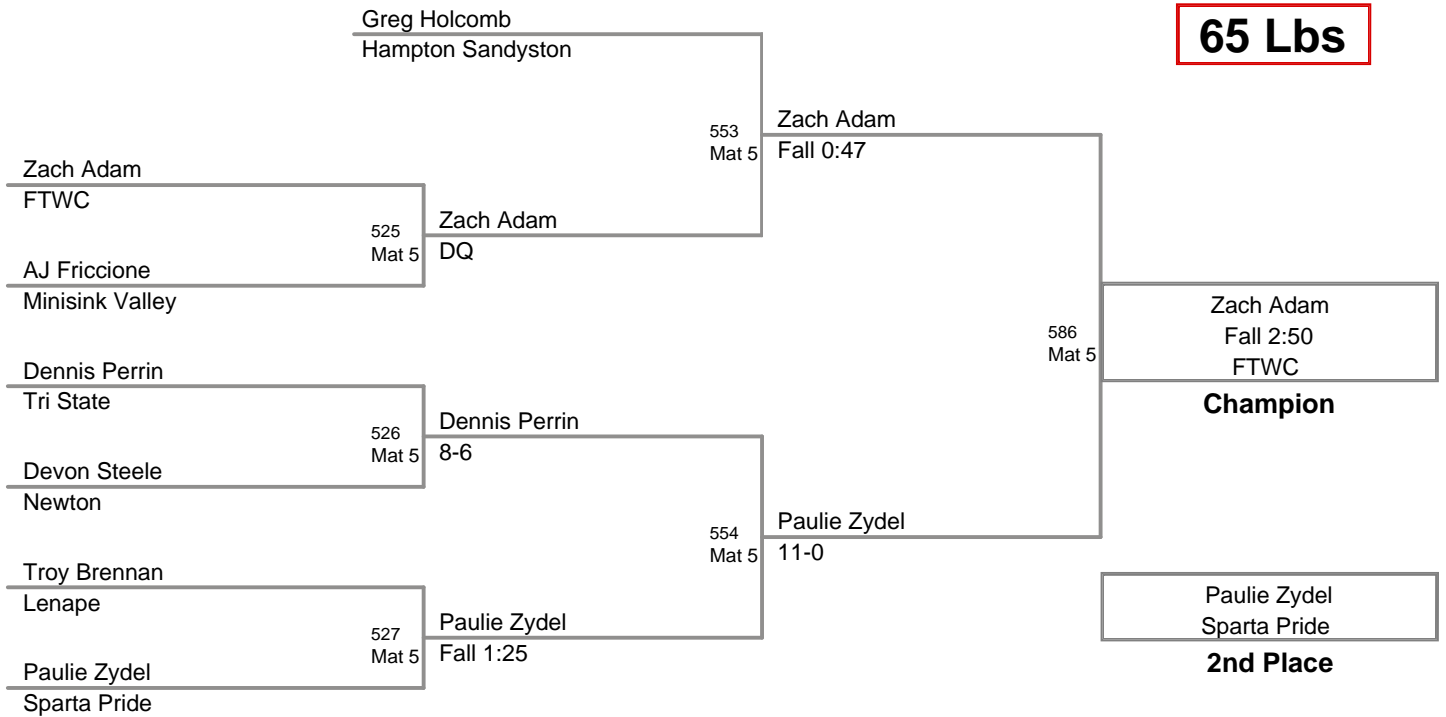 Greg Holcomb
Hampton Sandyston
65 Lbs
553
Mat 5
Zach Adam
Fall 0:47
Zach Adam
FTWC
525
Mat 5
Zach Adam
DQ
AJ Friccione
Minisink Valley
586
Mat 5
Zach Adam
Fall 2:50
FTWC
Champion
Dennis Perrin
Tri State
526
Mat 5
Dennis Perrin
8-6
Devon Steele
Newton
554
Mat 5
Paulie Zydel
11-0
Troy Brennan
Lenape
527
Mat 5
Paulie Zydel
Fall 1:25
Paulie Zydel
Sparta Pride
Paulie Zydel
Sparta Pride
2nd Place